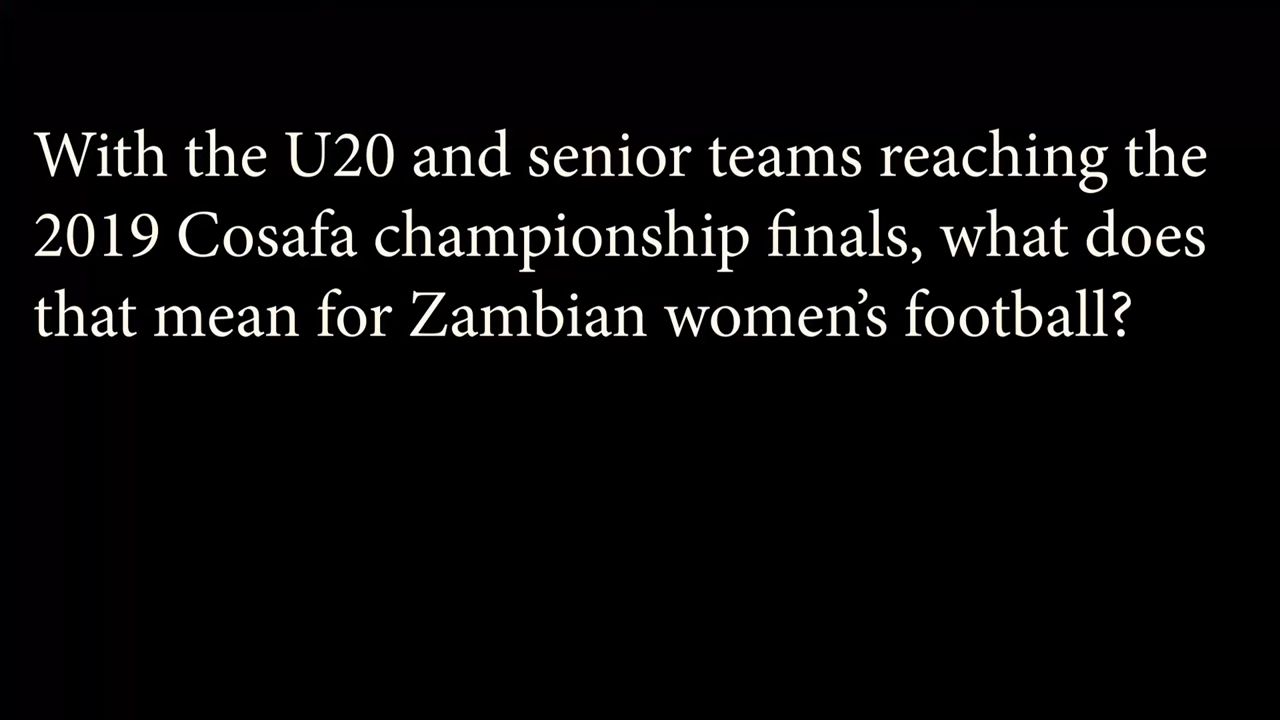 With the U20 and senior teams reaching the
2019 Cosafa championship finals, what does
that mean for Zambian women’s football?